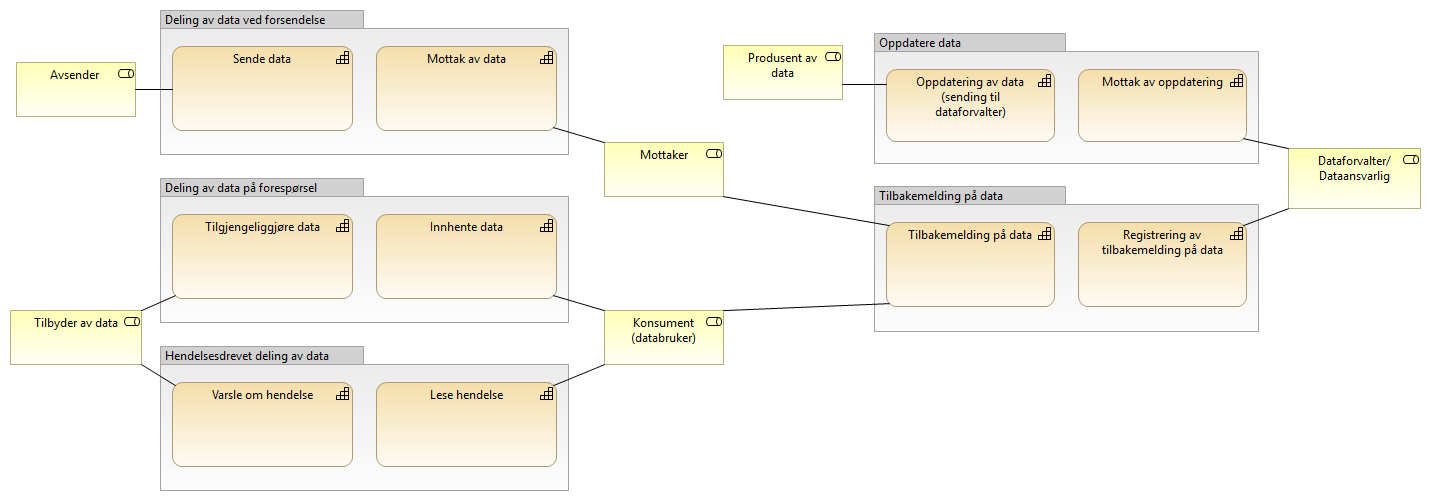 Deling av data ved forsendelse
Sende data
Mottak av data
Avsender
Produsent av
data
Oppdatere data
Oppdatering av data
(sending til
dataforvalter)
Mottak av oppdatering
Mottaker
Dataforvalter/
Dataansvarlig
Deling av data på forespørsel
Tilgjengeliggjøre data
Innhente data
Tilbakemelding på data
Tilbakemelding på data
Registrering av
tilbakemelding på data
Tilbyder av data
Konsument
(databruker)
Hendelsesdrevet deling av data
Varsle om hendelse
Lese hendelse